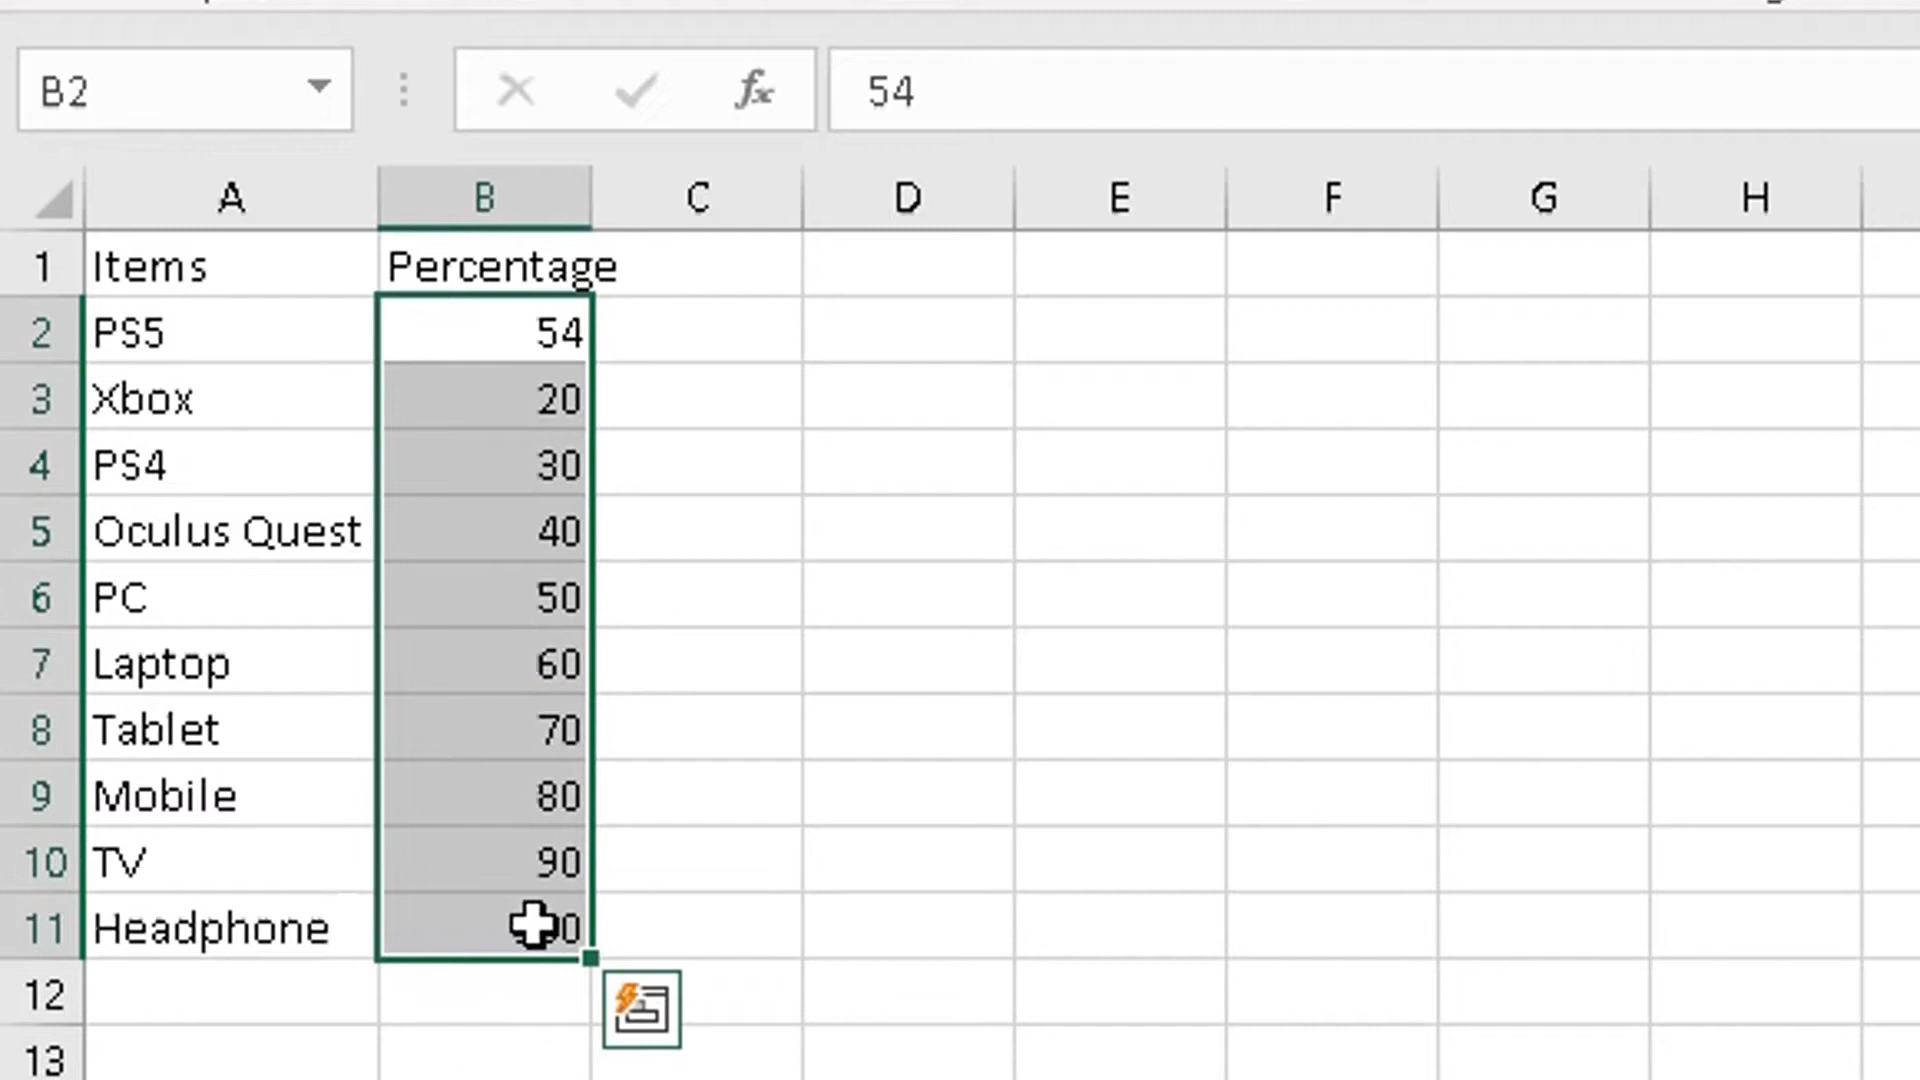 B2 fx 54
A B C D E F G H
1 Items Percentage
2 PS5 54
3 Xbox 20
4 PS4 30
5 Oculus Quest 40
6 PC 50
7 Laptop 60
8 Tablet 70
9 Mobile 80
10 TV 90
11 Headphone
12
13